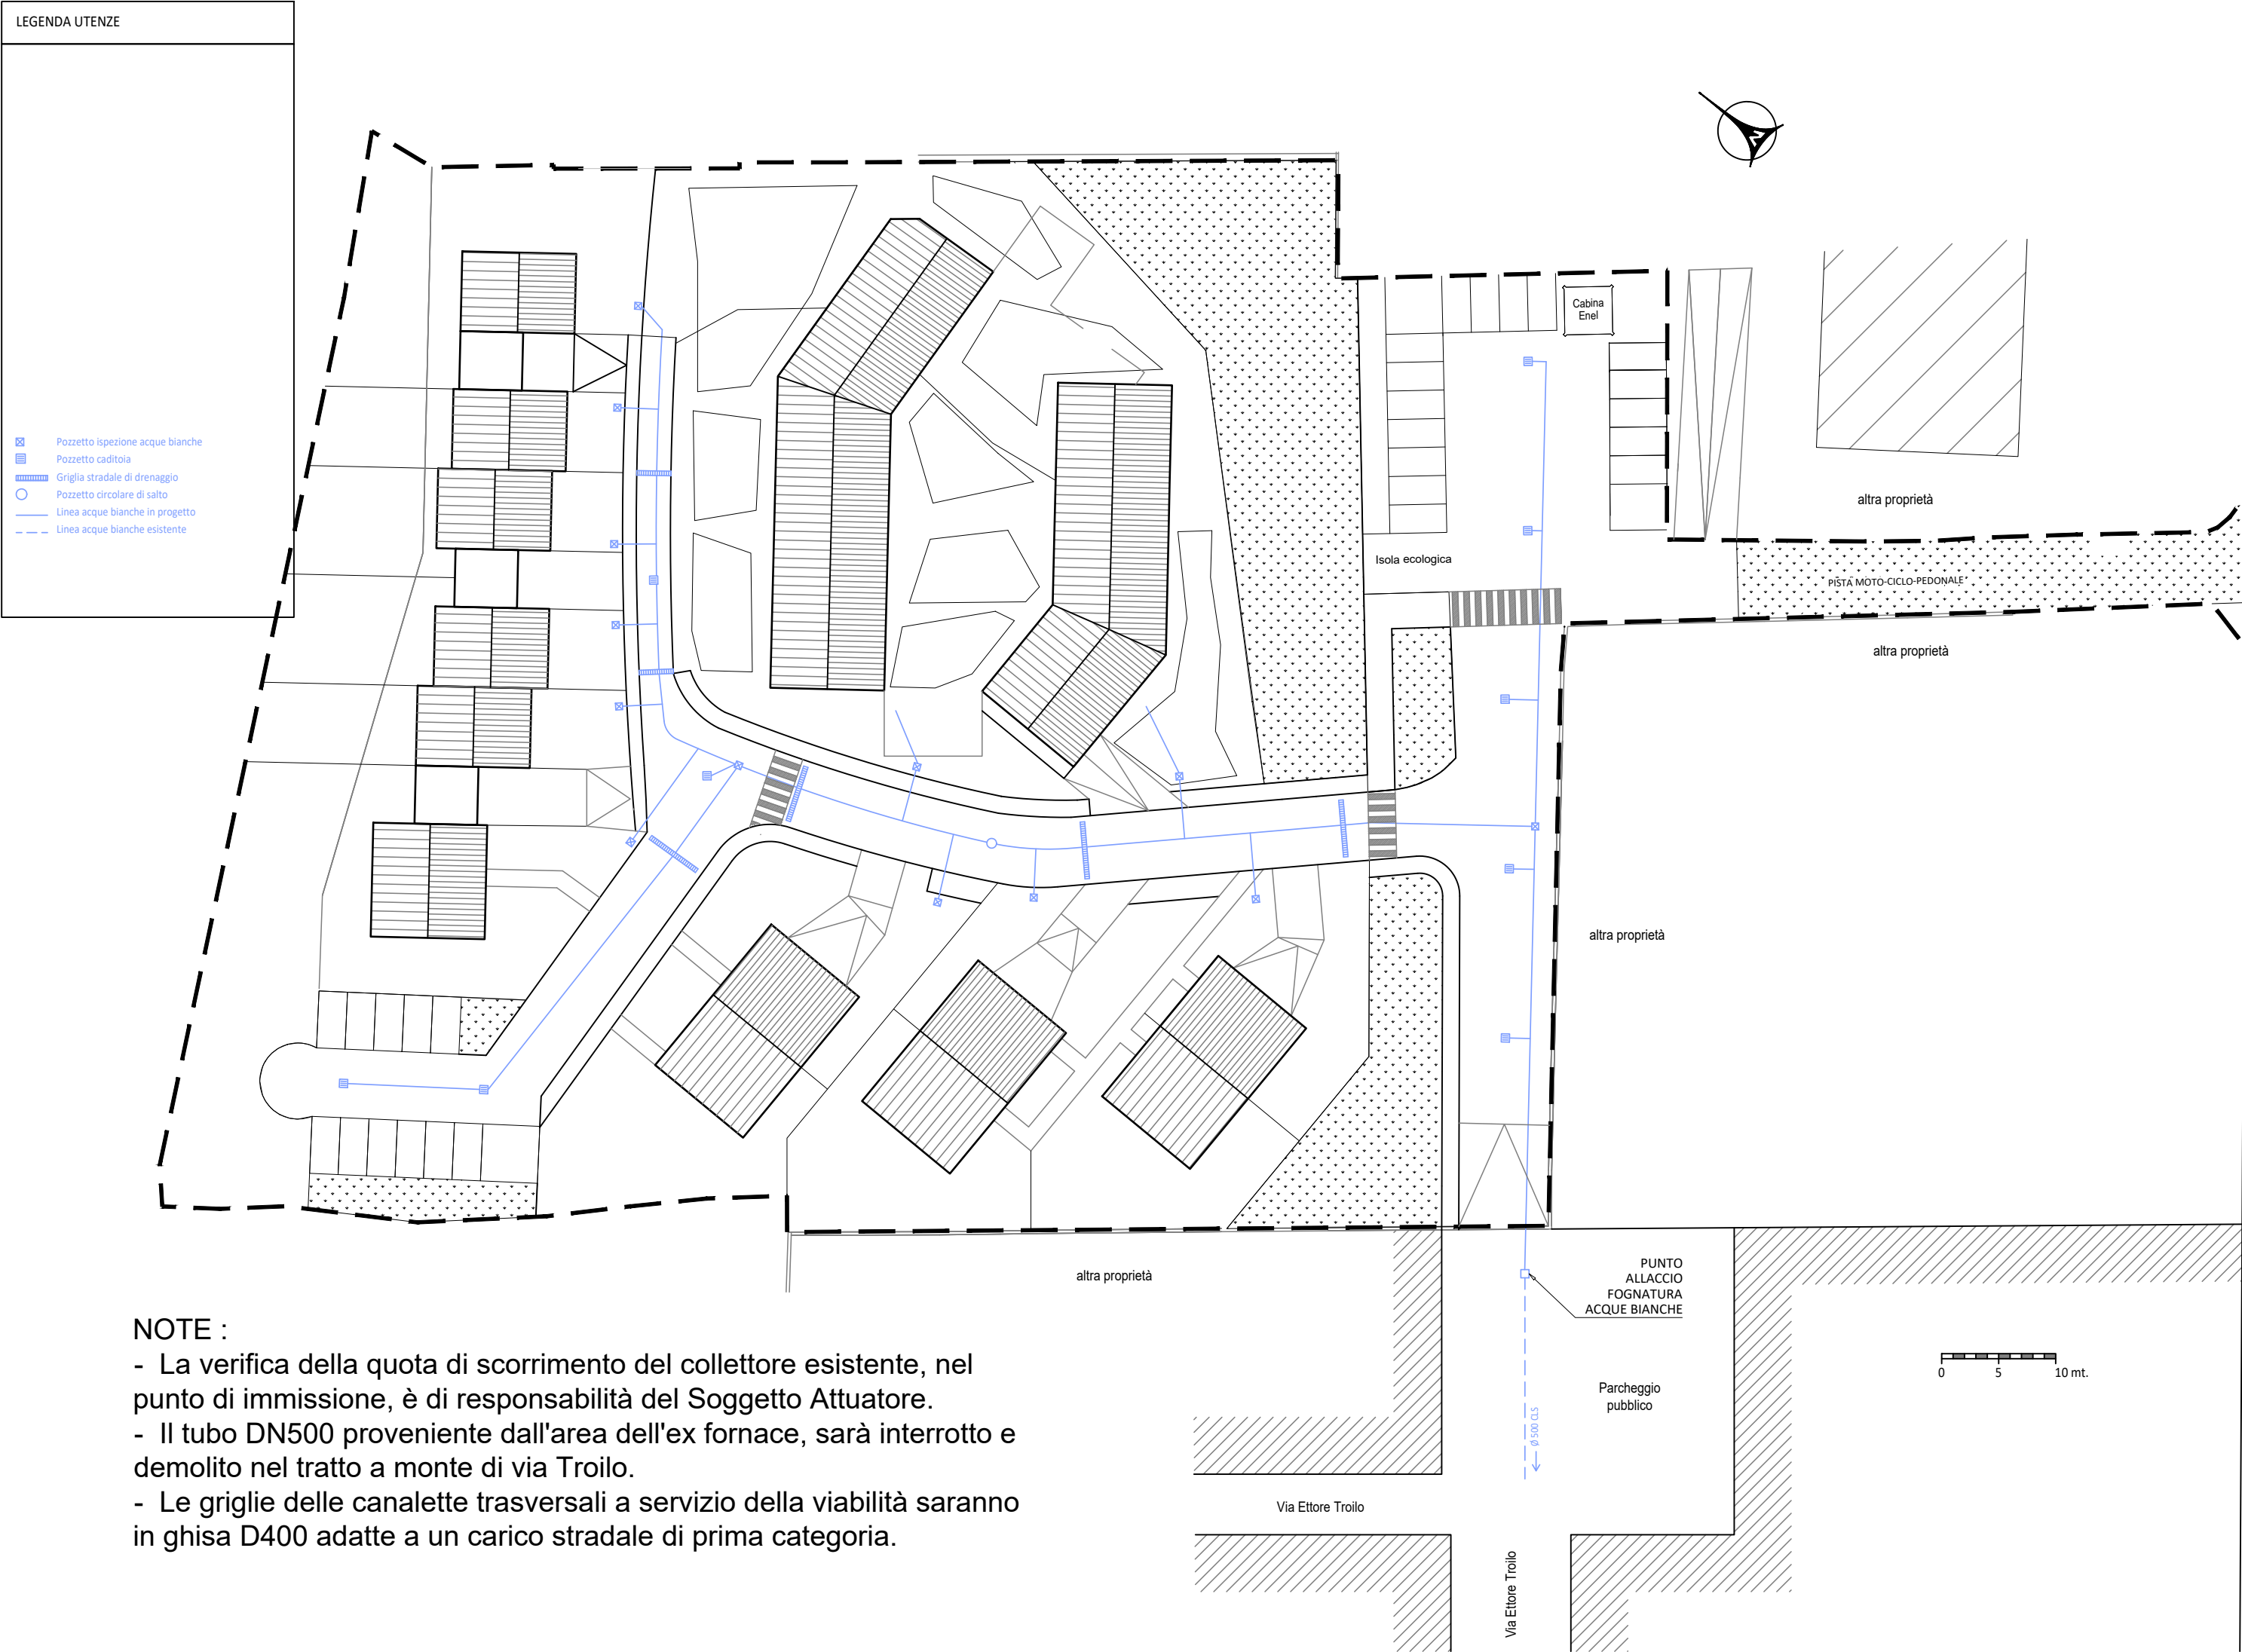 LEGENDA UTENZE
Pozzetto ispezione acque bianche
Pozzetto caditoia
Griglia stradale di drenaggio
Pozzetto circolare di salto
Linea acque bianche in progetto
Linea acque bianche esistente
N
Cabina
Enel
altra proprietà
Isola ecologica
PISTA MOTO-CICLO-PEDONALE
altra proprietà
altra proprietà
altra proprietà
PUNTO
ALLACCIO
FOGNATURA
ACQUE BIANCHE
0 5 10 mt.
Parcheggio
pubblico
Ø 500 CLS
Via Ettore Troilo
Via Ettore Troilo
NOTE :
- La verifica della quota di scorrimento del collettore esistente, nel
punto di immissione, è di responsabilità del Soggetto Attuatore.
- Il tubo DN500 proveniente dall'area dell'ex fornace, sarà interrotto e
demolito nel tratto a monte di via Troilo.
- Le griglie delle canalette trasversali a servizio della viabilità saranno
in ghisa D400 adatte a un carico stradale di prima categoria.